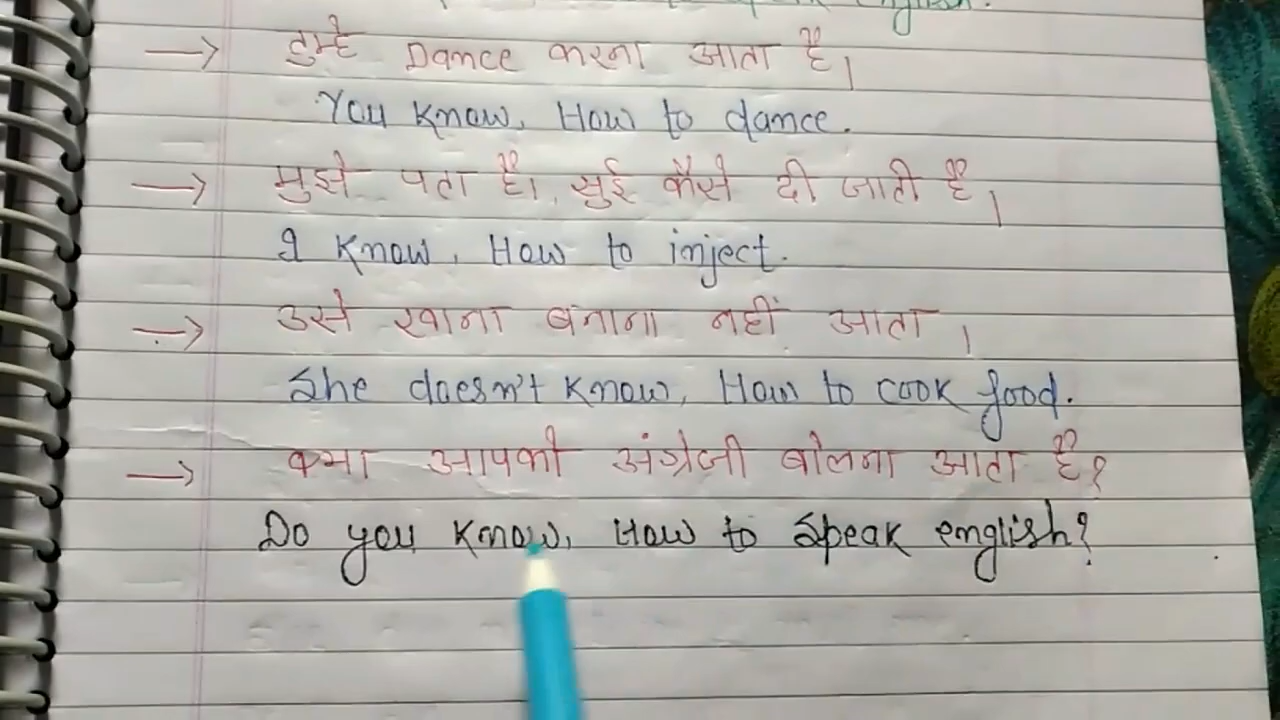 english.
→ तुम्हे Dance करना आता है।
You know, How to dance.
→ मुझे पता है। सुई कैसे दी जाती है।
I know, How to inject.
→ उसे खाना बनाना नहीं आता।
She doesn't know, How to cook food.
→ क्या आपको अंग्रेजी बोलना आता है?
Do you know, How to speak english?